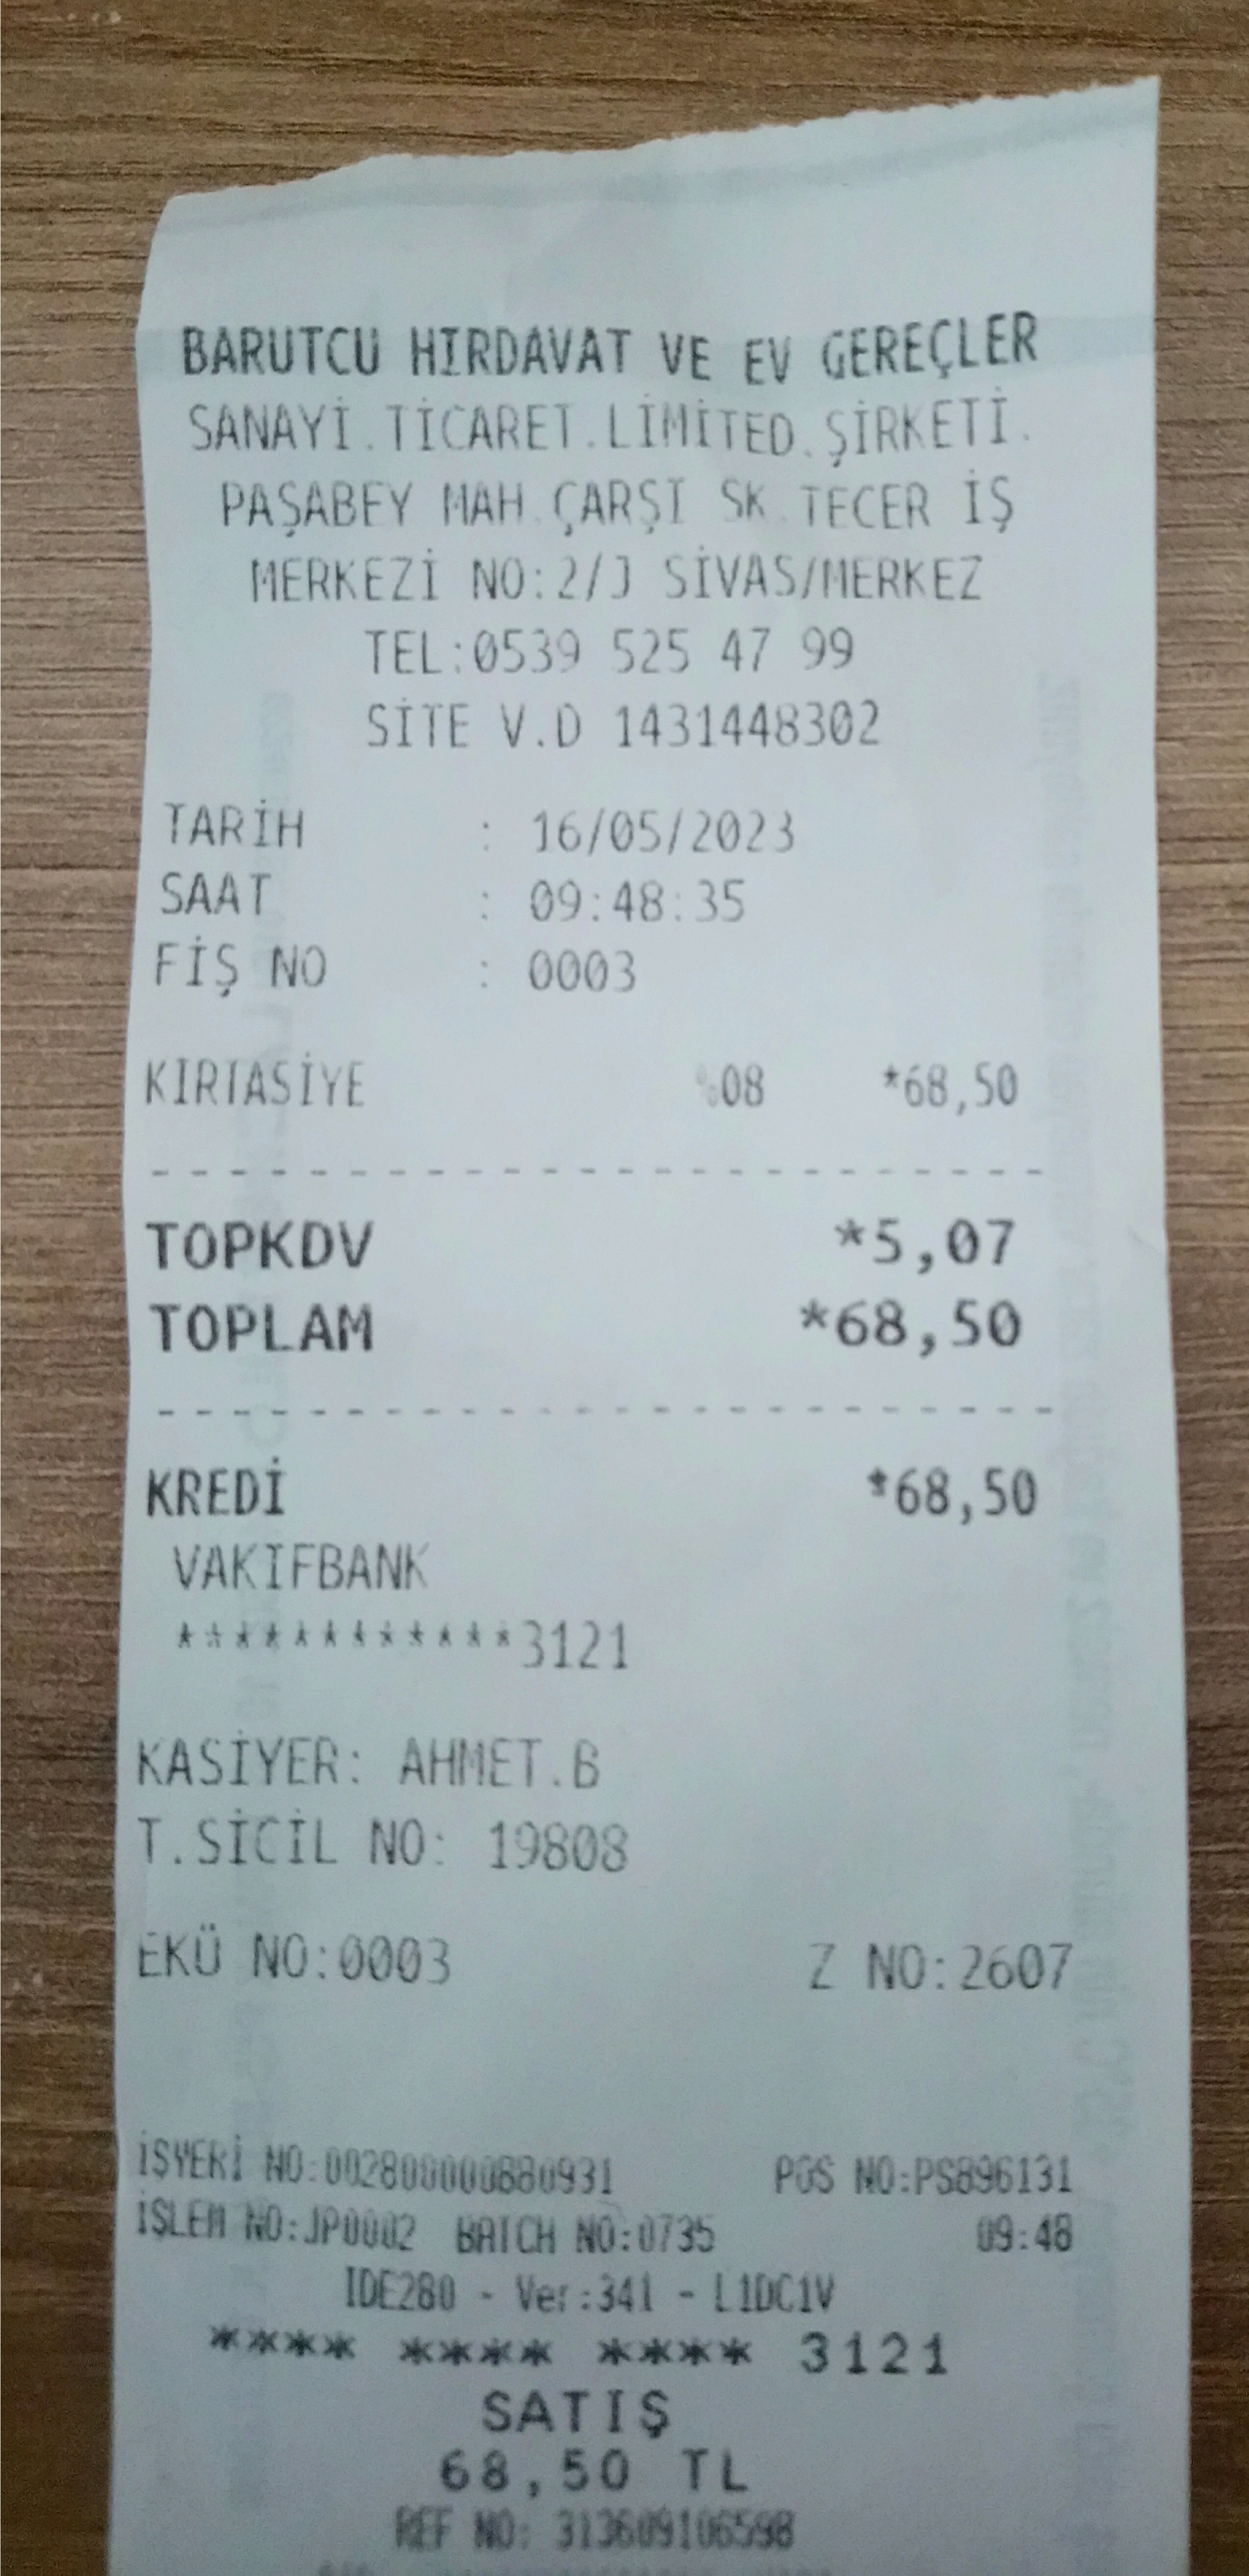 BARUTCU HIRDAVAT VE EV GEREÇLER
SANAYİ.TİCARET.LİMİTED.ŞİRKETİ.
PAŞABEY MAH.ÇARŞI SK.TECER İŞ
MERKEZİ NO:2/J SİVAS/MERKEZ
TEL:0539 525 47 99
SİTE V.D 1431448302
TARİH : 16/05/2023
SAAT : 09:48:35
FİŞ NO : 0003
KIRTASİYE %08 *68,50
TOPKDV *5,07
TOPLAM *68,50
KREDİ *68,50
VAKIFBANK
************3121
KASİYER: AHMET.B
T.SİCİL NO: 19808
EKÜ NO:0003 Z NO:2607
İŞYERİ NO:002800000880931 POS NO:PS896131
İŞLEM NO:JP0002 BATCH NO:0735 09:48
IDE280 - Ver:341 - L1DC1V
**** **** **** 3121
SATIŞ
68,50 TL
REF NO: 313609106598